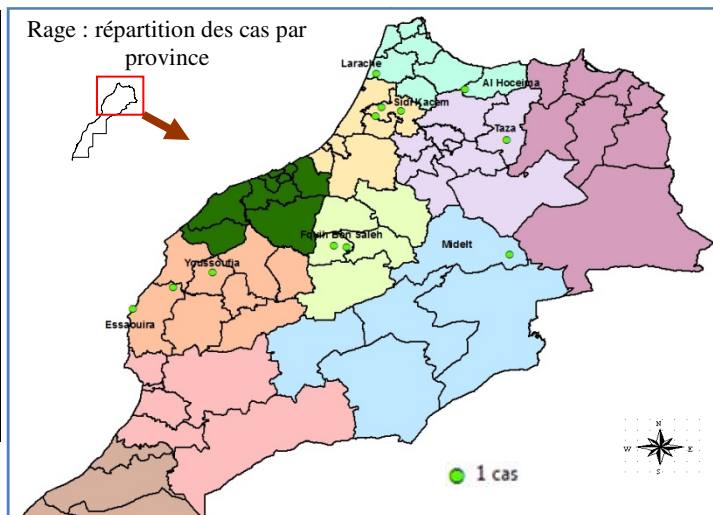 Rage : répartition des cas par
province
Larache
Al Hoceima
Sidi Kacem
Taza
Fquih Ben Saleh
Midelt
Youssoufia
Essaouira
N
W
E
S
1 cas